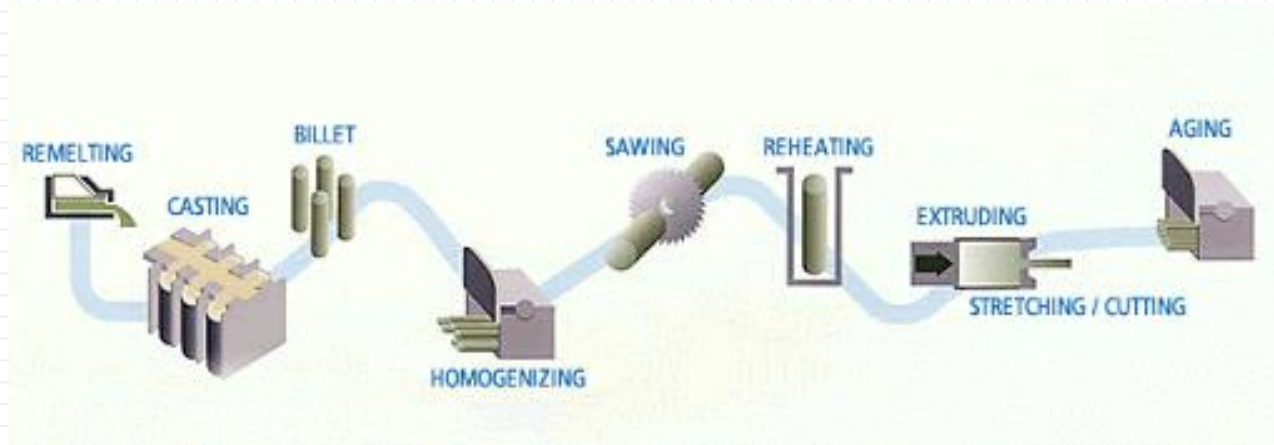 REMELTING
CASTING
BILLET
HOMOGENIZING
SAWING
REHEATING
EXTRUDING
STRETCHING / CUTTING
AGING